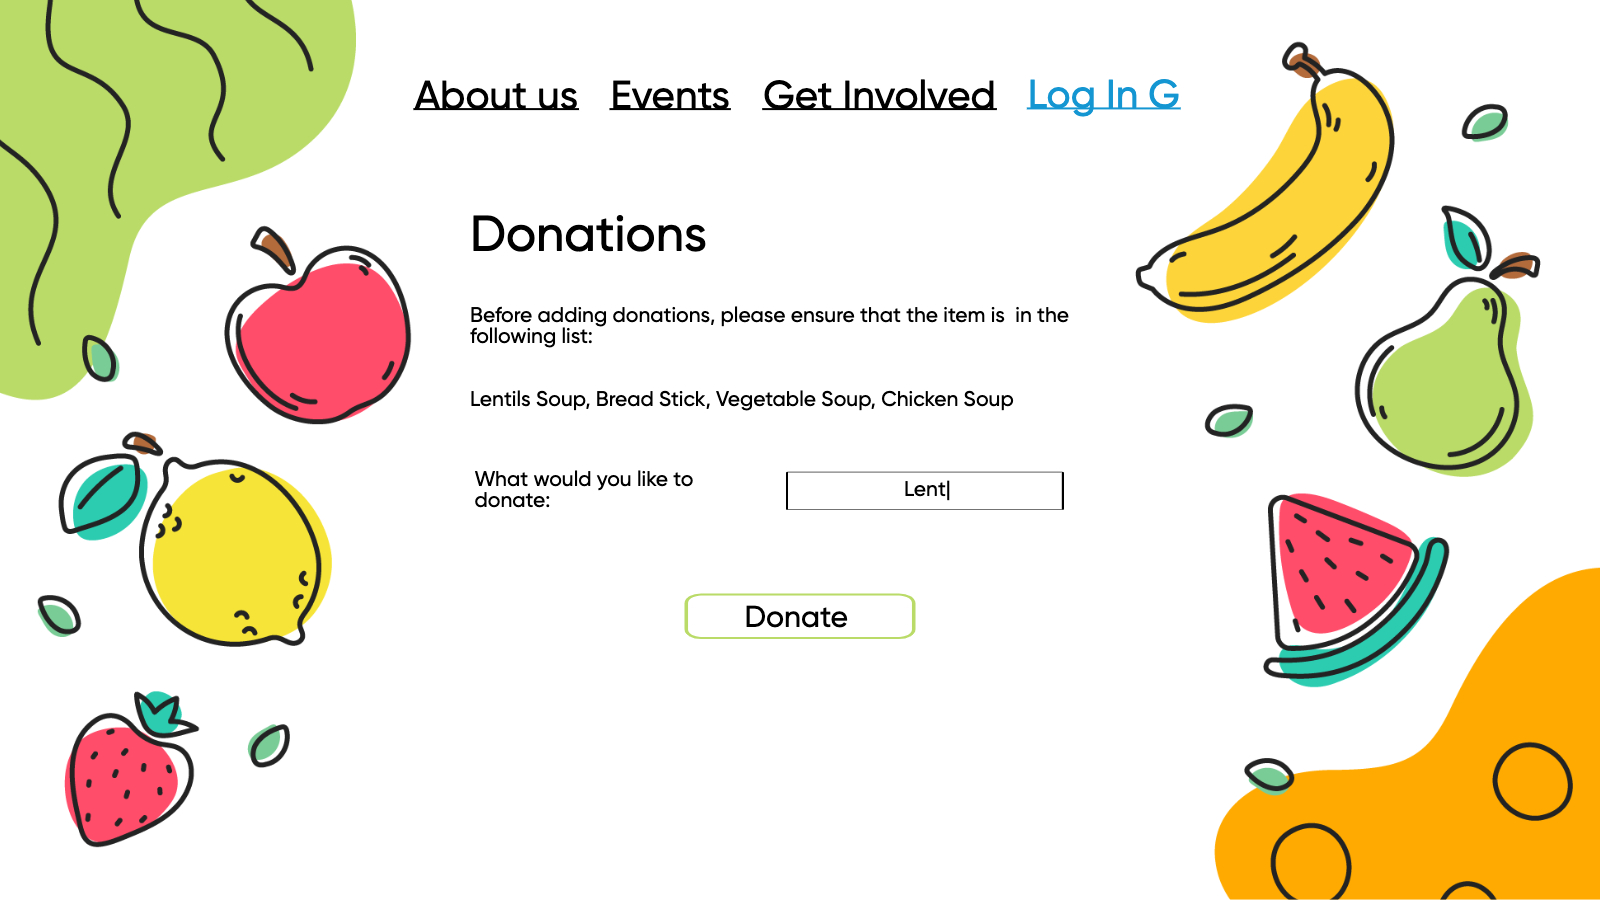 About us Events Get Involved Log In G
Donations
Before adding donations, please ensure that the item is  in the
following list:
Lentils Soup, Bread Stick, Vegetable Soup, Chicken Soup
What would you like to
donate:
Lent|
Donate